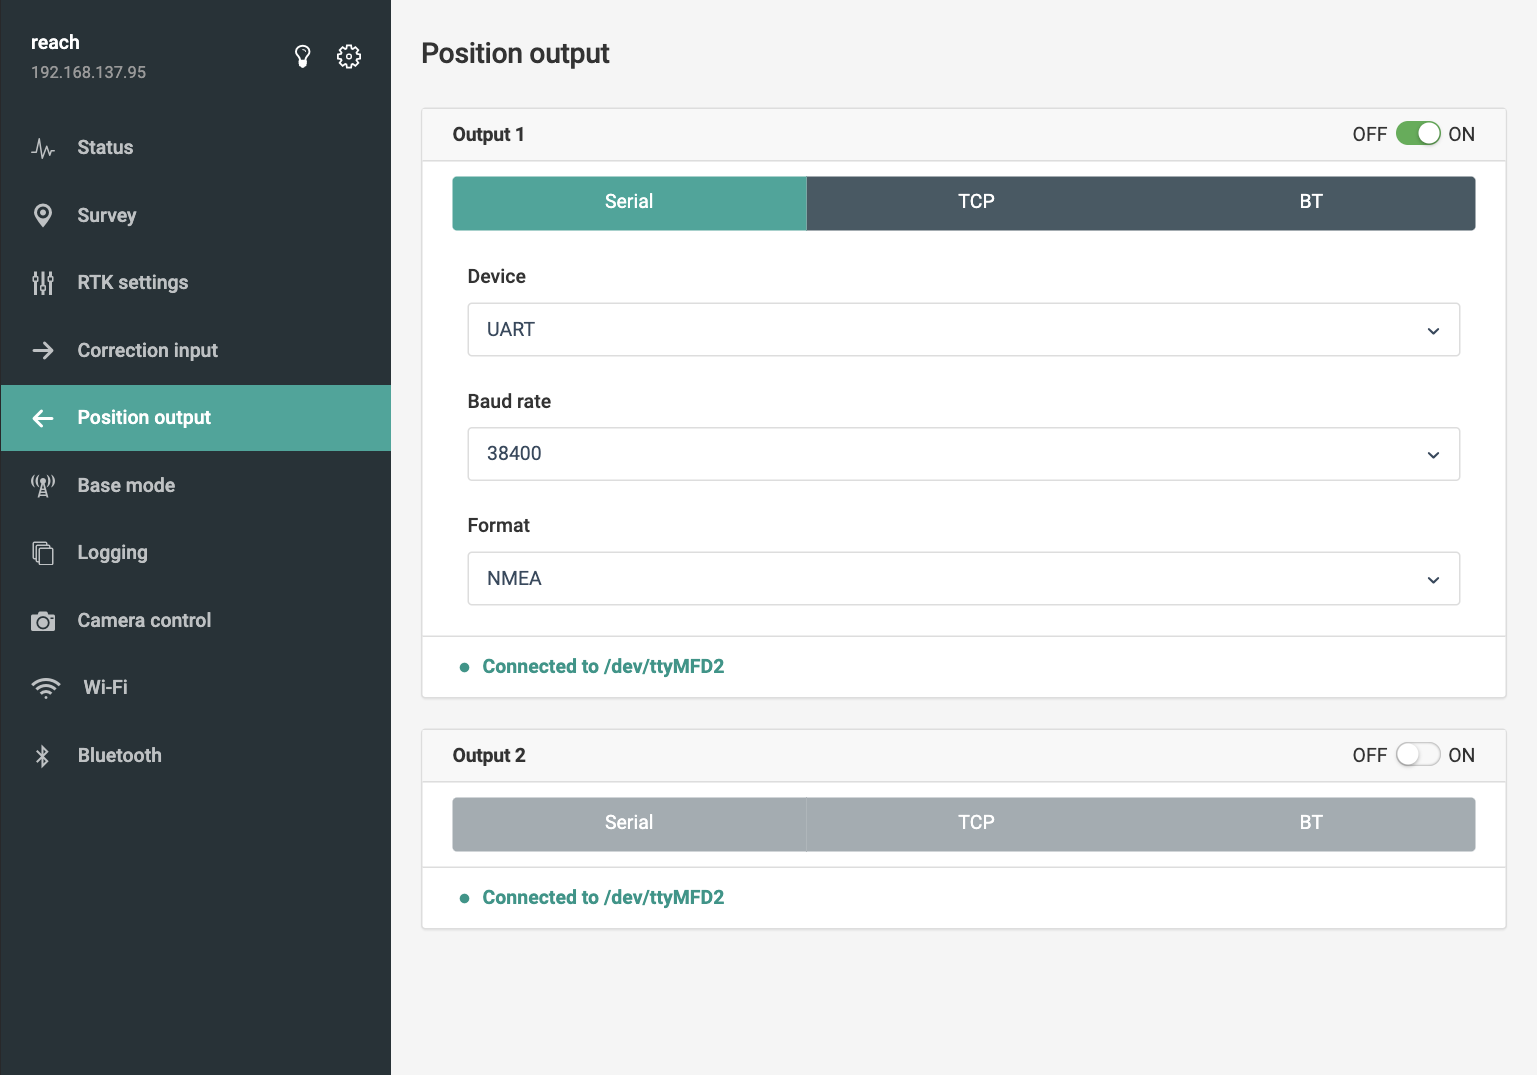 reach
192.168.137.95
Status
Survey
RTK settings
Correction input
Position output
Base mode
Logging
Camera control
Wi-Fi
Bluetooth
Position output
Output 1
OFF ON
Serial TCP BT
Device
UART
Baud rate
38400
Format
NMEA
Connected to /dev/ttyMFD2
Output 2
OFF ON
Serial TCP BT
Connected to /dev/ttyMFD2